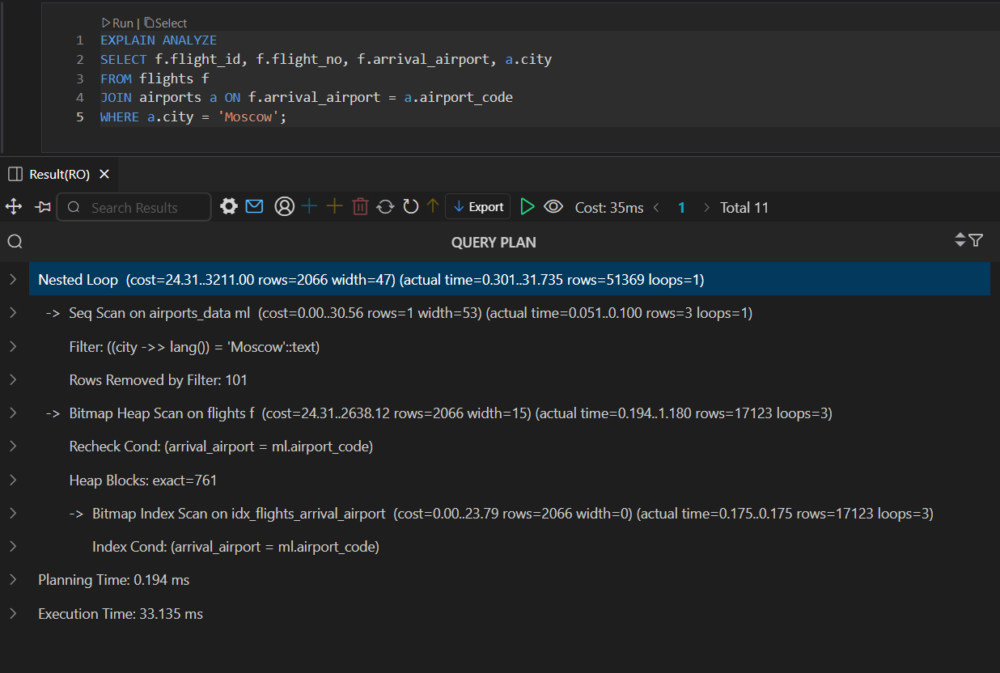 Run | Select
1 EXPLAIN ANALYZE
2 SELECT f.flight_id, f.flight_no, f.arrival_airport, a.city
3 FROM flights f
4 JOIN airports a ON f.arrival_airport = a.airport_code
5 WHERE a.city = 'Moscow';
Result(RO)
Search Results Export Cost: 35ms 1 Total 11
QUERY PLAN
Nested Loop (cost=24.31..3211.00 rows=2066 width=47) (actual time=0.301..31.735 rows=51369 loops=1)
-> Seq Scan on airports_data ml (cost=0.00..30.56 rows=1 width=53) (actual time=0.051..0.100 rows=3 loops=1)
Filter: ((city ->> lang()) = 'Moscow'::text)
Rows Removed by Filter: 101
-> Bitmap Heap Scan on flights f (cost=24.31..2638.12 rows=2066 width=15) (actual time=0.194..1.180 rows=17123 loops=3)
Recheck Cond: (arrival_airport = ml.airport_code)
Heap Blocks: exact=761
-> Bitmap Index Scan on idx_flights_arrival_airport (cost=0.00..23.79 rows=2066 width=0) (actual time=0.175..0.175 rows=17123 loops=3)
Index Cond: (arrival_airport = ml.airport_code)
Planning Time: 0.194 ms
Execution Time: 33.135 ms